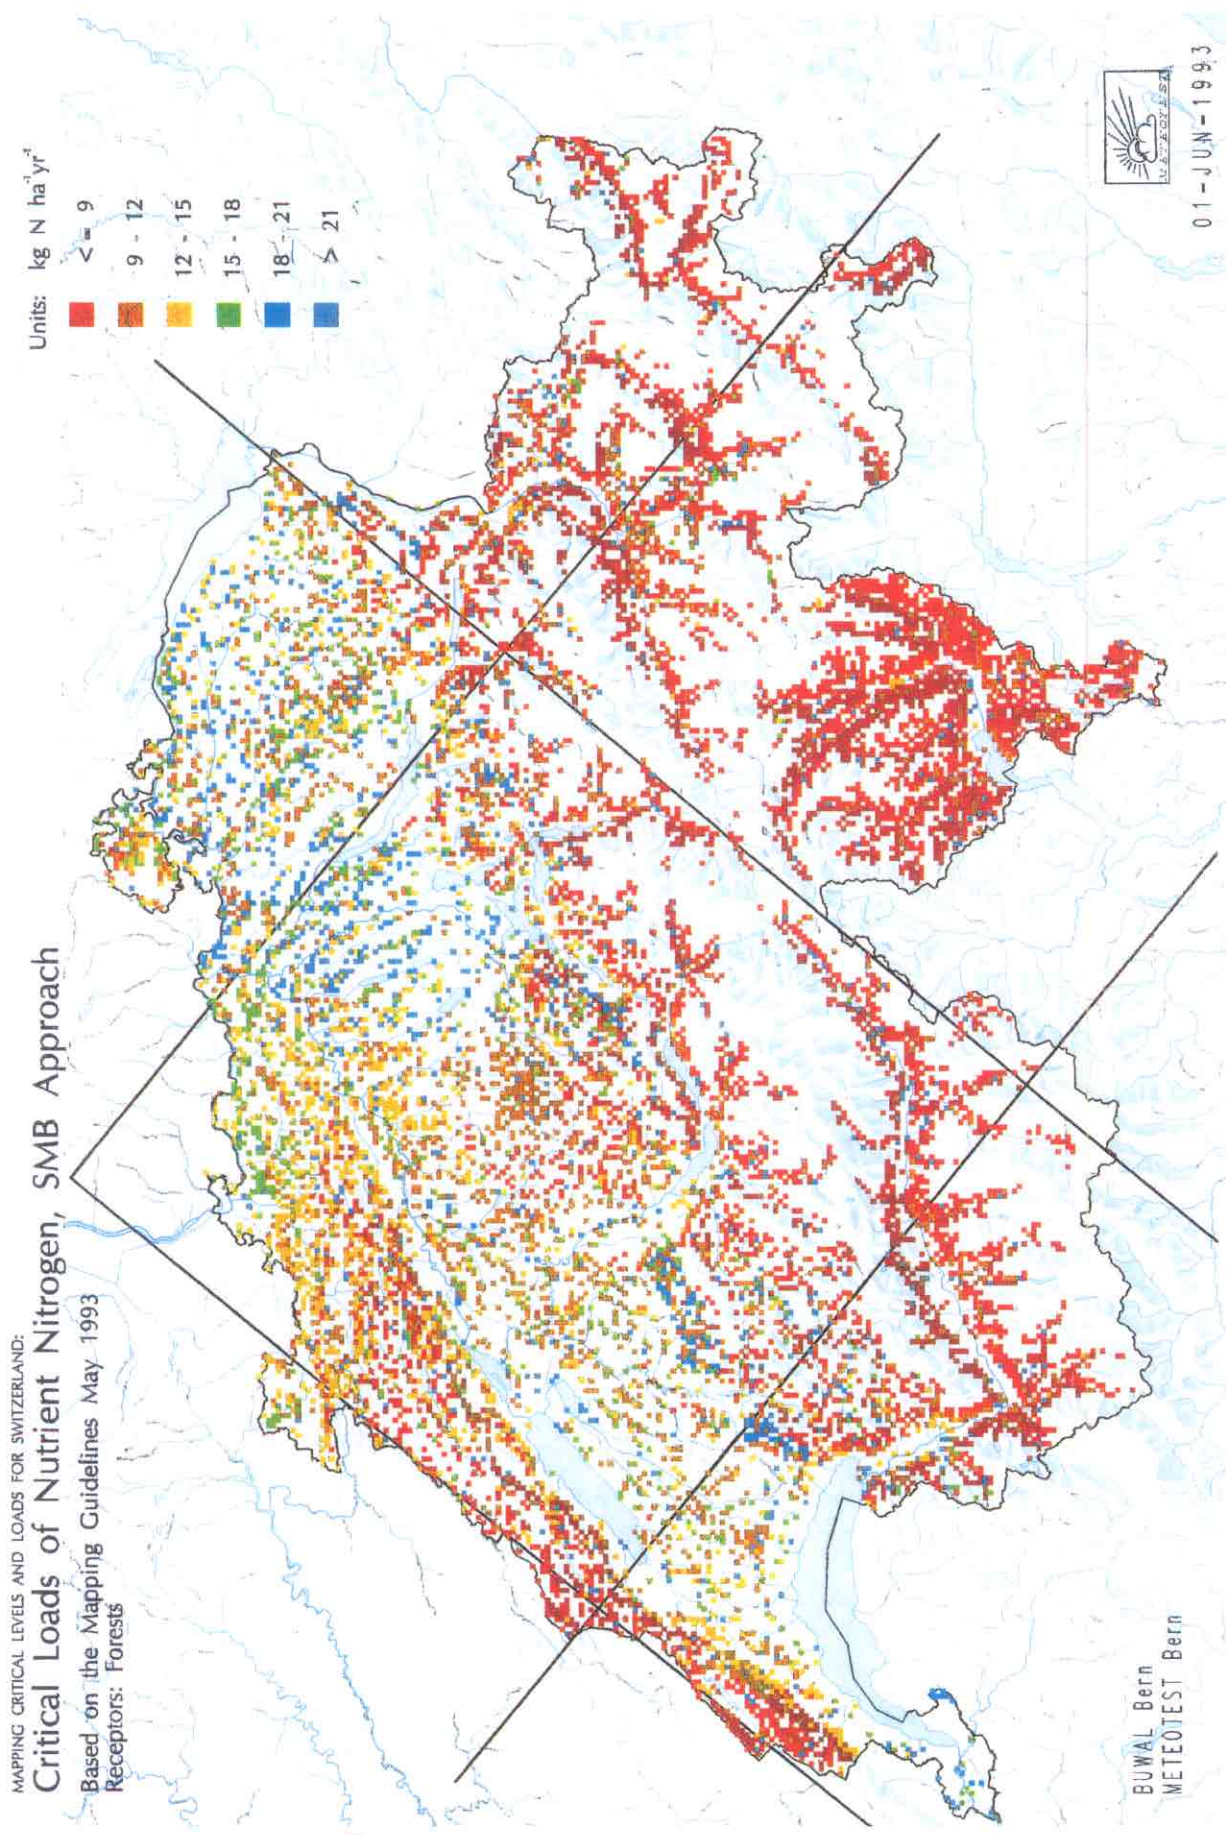 MAPPING CRITICAL LEVELS AND LOADS FOR SWITZERLAND:
Critical Loads of Nutrient Nitrogen, SMB Approach
Based on the Mapping Guidelines May 1993
Receptors: Forests
Units: kg N ha⁻¹yr⁻¹
<= 9
9 - 12
12 - 15
15 - 18
18 - 21
> 21
BUWAL Bern
METEOTEST Bern
METEOTEST
01-JUN-1993